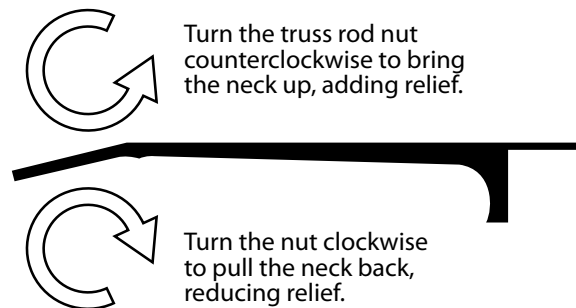 Turn the truss rod nut
counterclockwise to bring
the neck up, adding relief.
Turn the nut clockwise
to pull the neck back,
reducing relief.